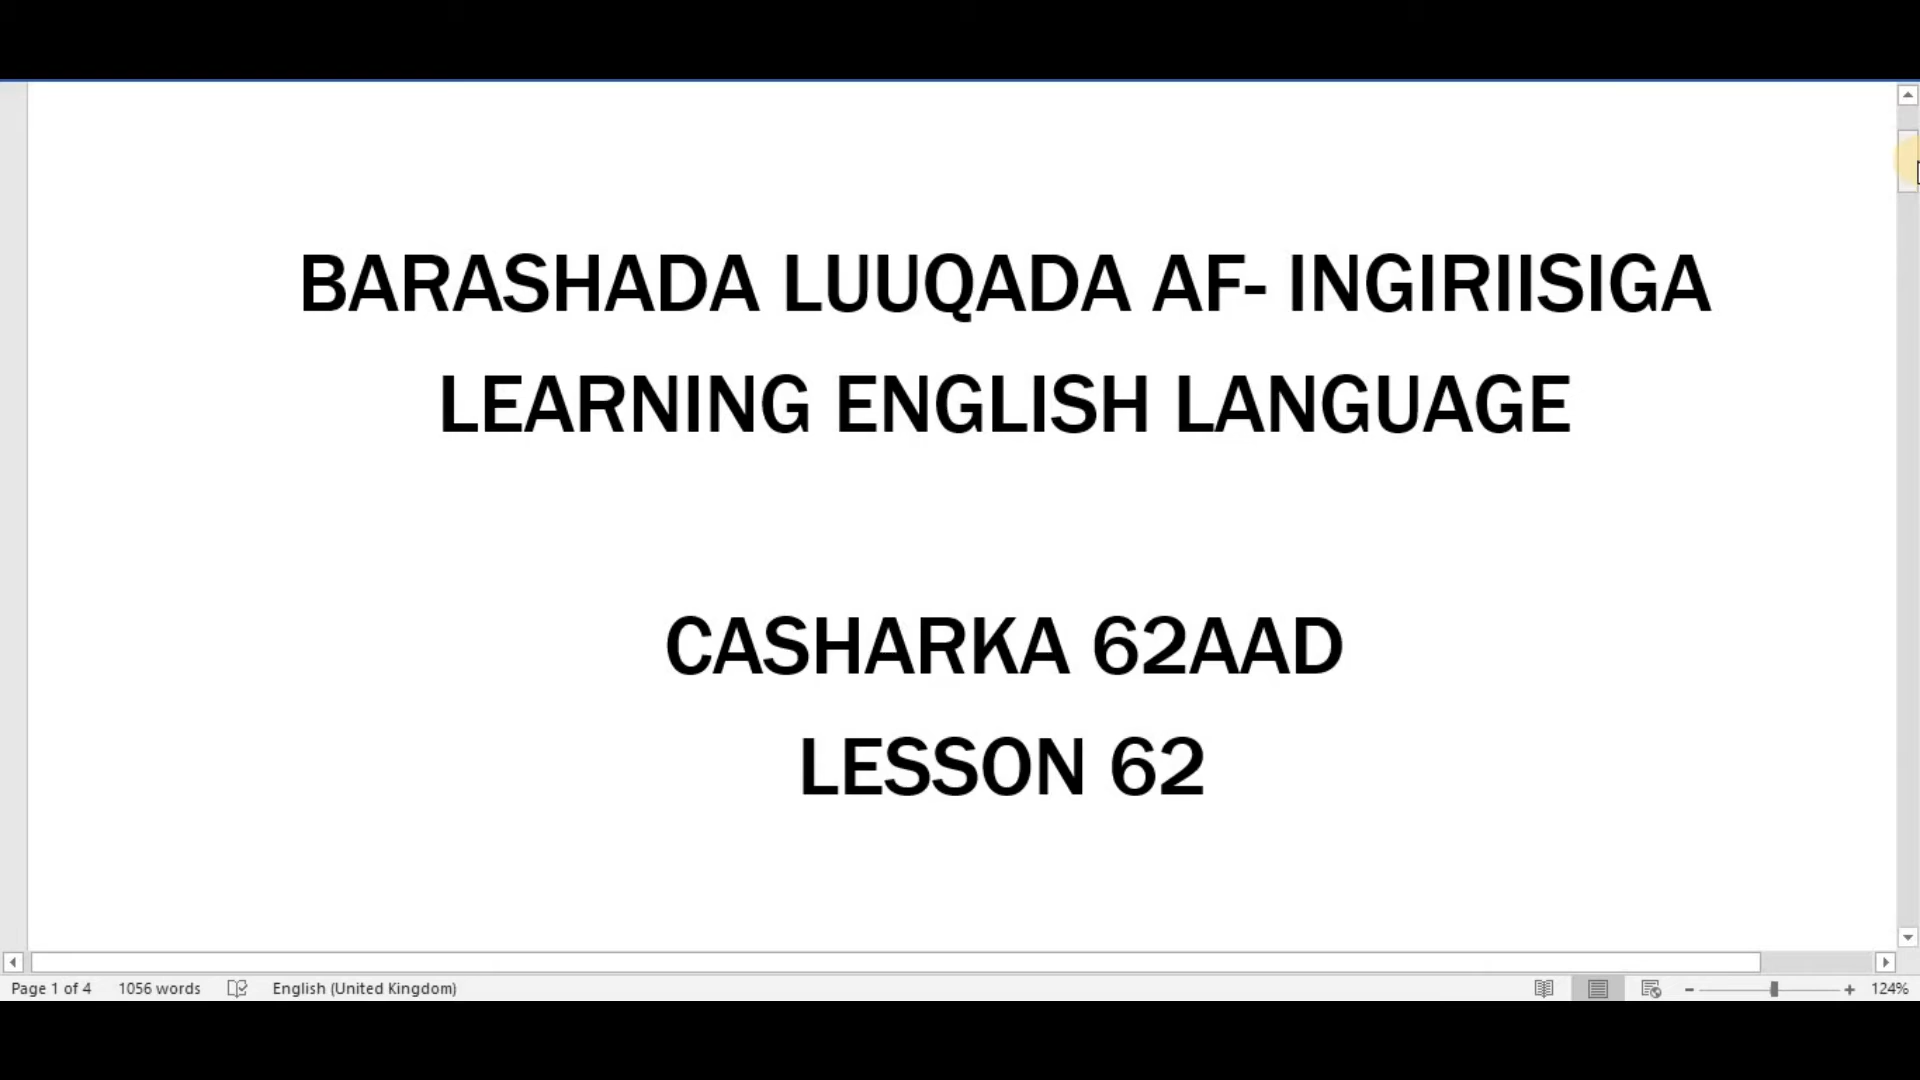 BARASHADA LUUQADA AF- INGIRIISIGA
LEARNING ENGLISH LANGUAGE
CASHARKA 62AAD
LESSON 62
Page 1 of 4 1056 words English (United Kingdom) 124%